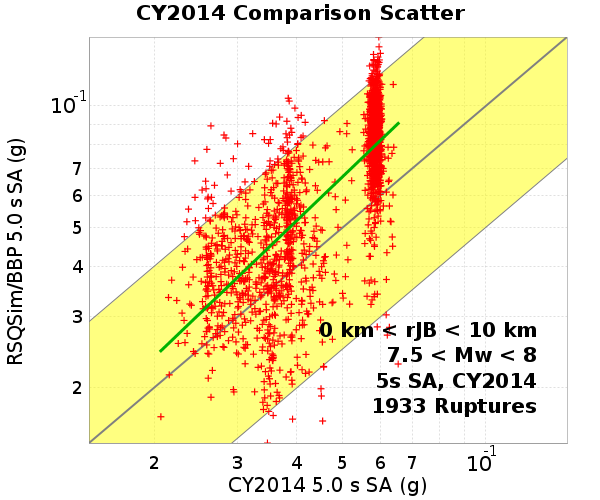 CY2014 Comparison Scatter
RSQSim/BBP 5.0 s SA (g)
10⁻¹
7
6
5
4
3
2
0 km < rJB < 10 km
7.5 < Mw < 8
5s SA, CY2014
1933 Ruptures
2 3 4 5 6 7 10⁻¹
CY2014 5.0 s SA (g)